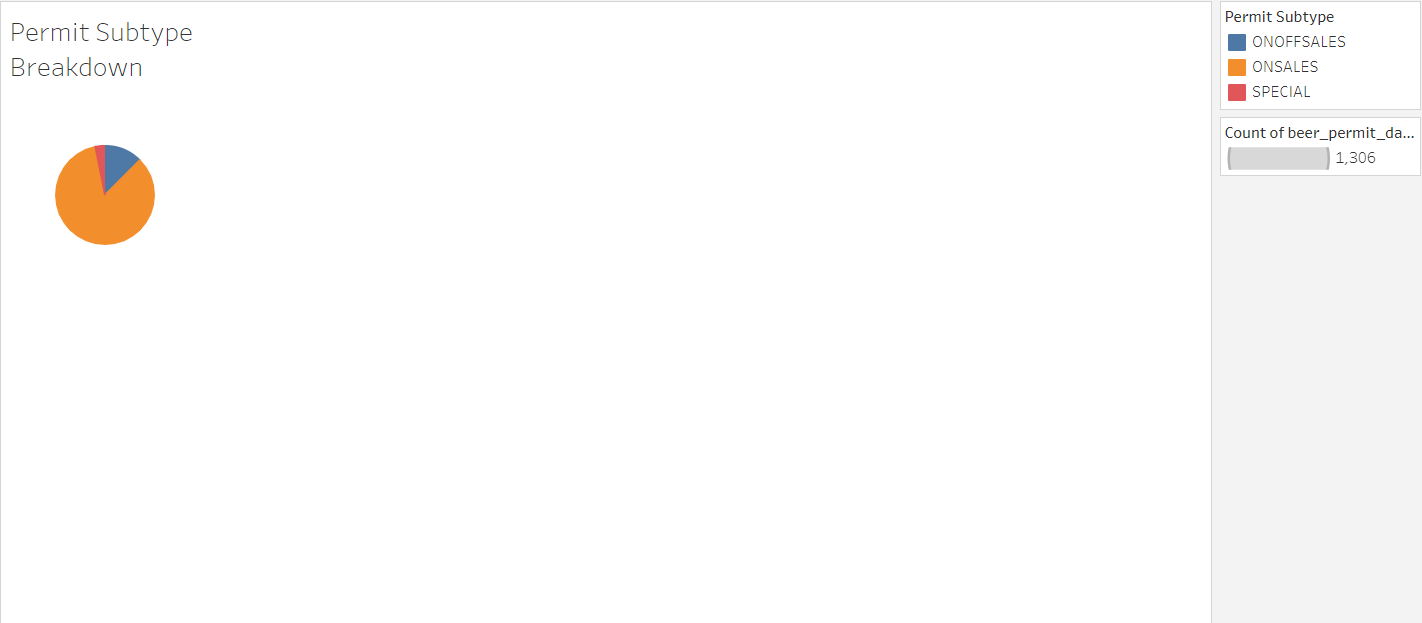 Permit Subtype
Breakdown
Permit Subtype
ONOFFSALES
ONSALES
SPECIAL
Count of beer_permit_da...
1,306